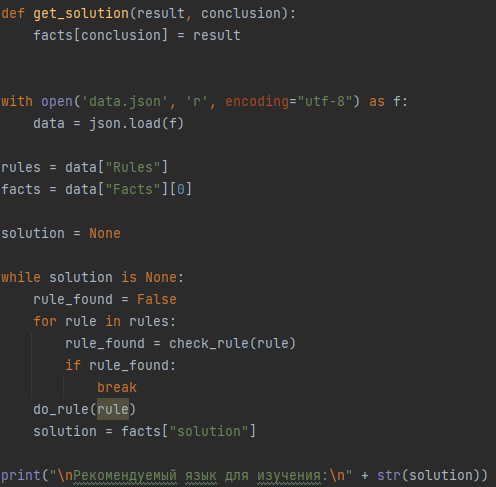 def get_solution(result, conclusion):
    facts[conclusion] = result
with open('data.json', 'r', encoding="utf-8") as f:
    data = json.load(f)
rules = data["Rules"]
facts = data["Facts"][0]
solution = None
while solution is None:
    rule_found = False
    for rule in rules:
        rule_found = check_rule(rule)
        if rule_found:
            break
    do_rule(rule)
    solution = facts["solution"]
print("\nРекомендуемый язык для изучения:\n" + str(solution))